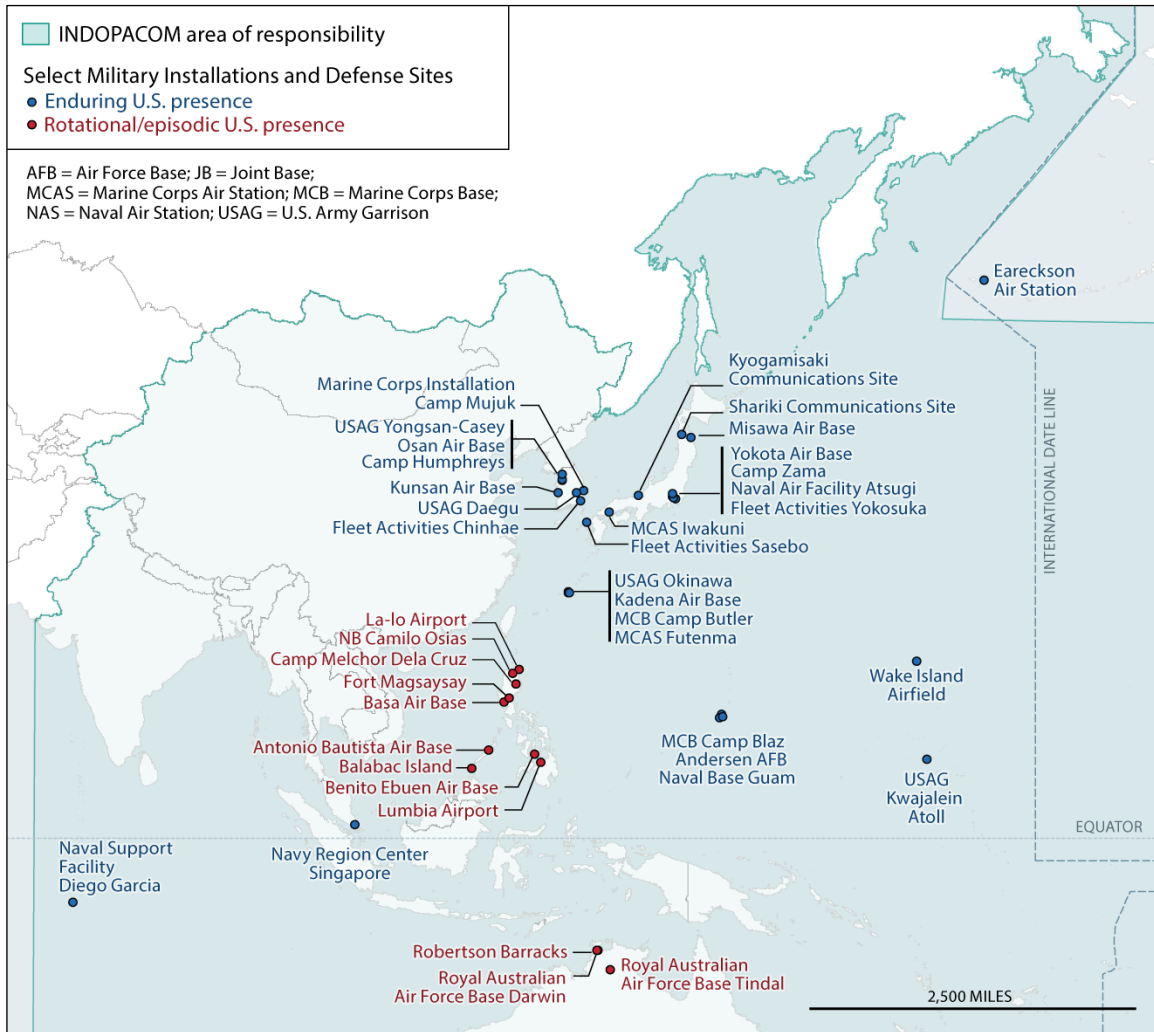 INDOPACOM area of responsibility
Select Military Installations and Defense Sites
Enduring U.S. presence
Rotational/episodic U.S. presence
AFB = Air Force Base; JB = Joint Base;
MCAS = Marine Corps Air Station; MCB = Marine Corps Base;
NAS = Naval Air Station; USAG = U.S. Army Garrison
Eareckson
Air Station
Kyogamisaki
Communications Site
Shariki Communications Site
Misawa Air Base
Yokota Air Base
Camp Zama
Naval Air Facility Atsugi
Fleet Activities Yokosuka
Marine Corps Installation
Camp Mujuk
USAG Yongsan-Casey
Osan Air Base
Camp Humphreys
Kunsan Air Base
USAG Daegu
Fleet Activities Chinhae
MCAS Iwakuni
Fleet Activities Sasebo
INTERNATIONAL DATE LINE
USAG Okinawa
Kadena Air Base
MCB Camp Butler
MCAS Futenma
La-lo Airport
NB Camilo Osias
Camp Melchor Dela Cruz
Fort Magsaysay
Basa Air Base
Antonio Bautista Air Base
Balabac Island
Benito Ebuen Air Base
Lumbia Airport
Wake Island
Airfield
MCB Camp Blaz
Andersen AFB
Naval Base Guam
USAG
Kwajalein
Atoll
EQUATOR
Naval Support
Facility
Diego Garcia
Navy Region Center
Singapore
Robertson Barracks
Royal Australian
Air Force Base Darwin
Royal Australian
Air Force Base Tindal
2,500 MILES